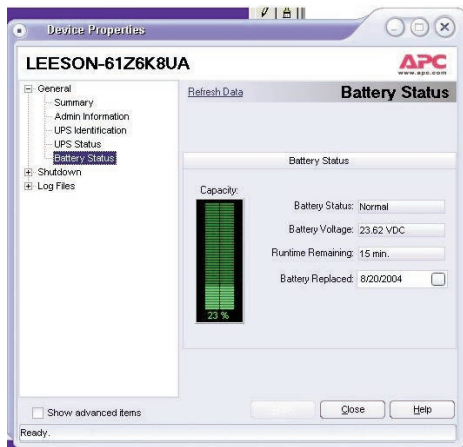 Device Properties
LEESON-61Z6K8UA
APC
www.apc.com
General
Summary
Admin Information
UPS Identification
UPS Status
Battery Status
Shutdown
Log Files
Refresh Data
Battery Status
Battery Status
Capacity:
23 %
Battery Status: Normal
Battery Voltage: 23.62 VDC
Runtime Remaining: 15 min.
Battery Replaced: 8/20/2004
Show advanced items
Close
Help
Ready.